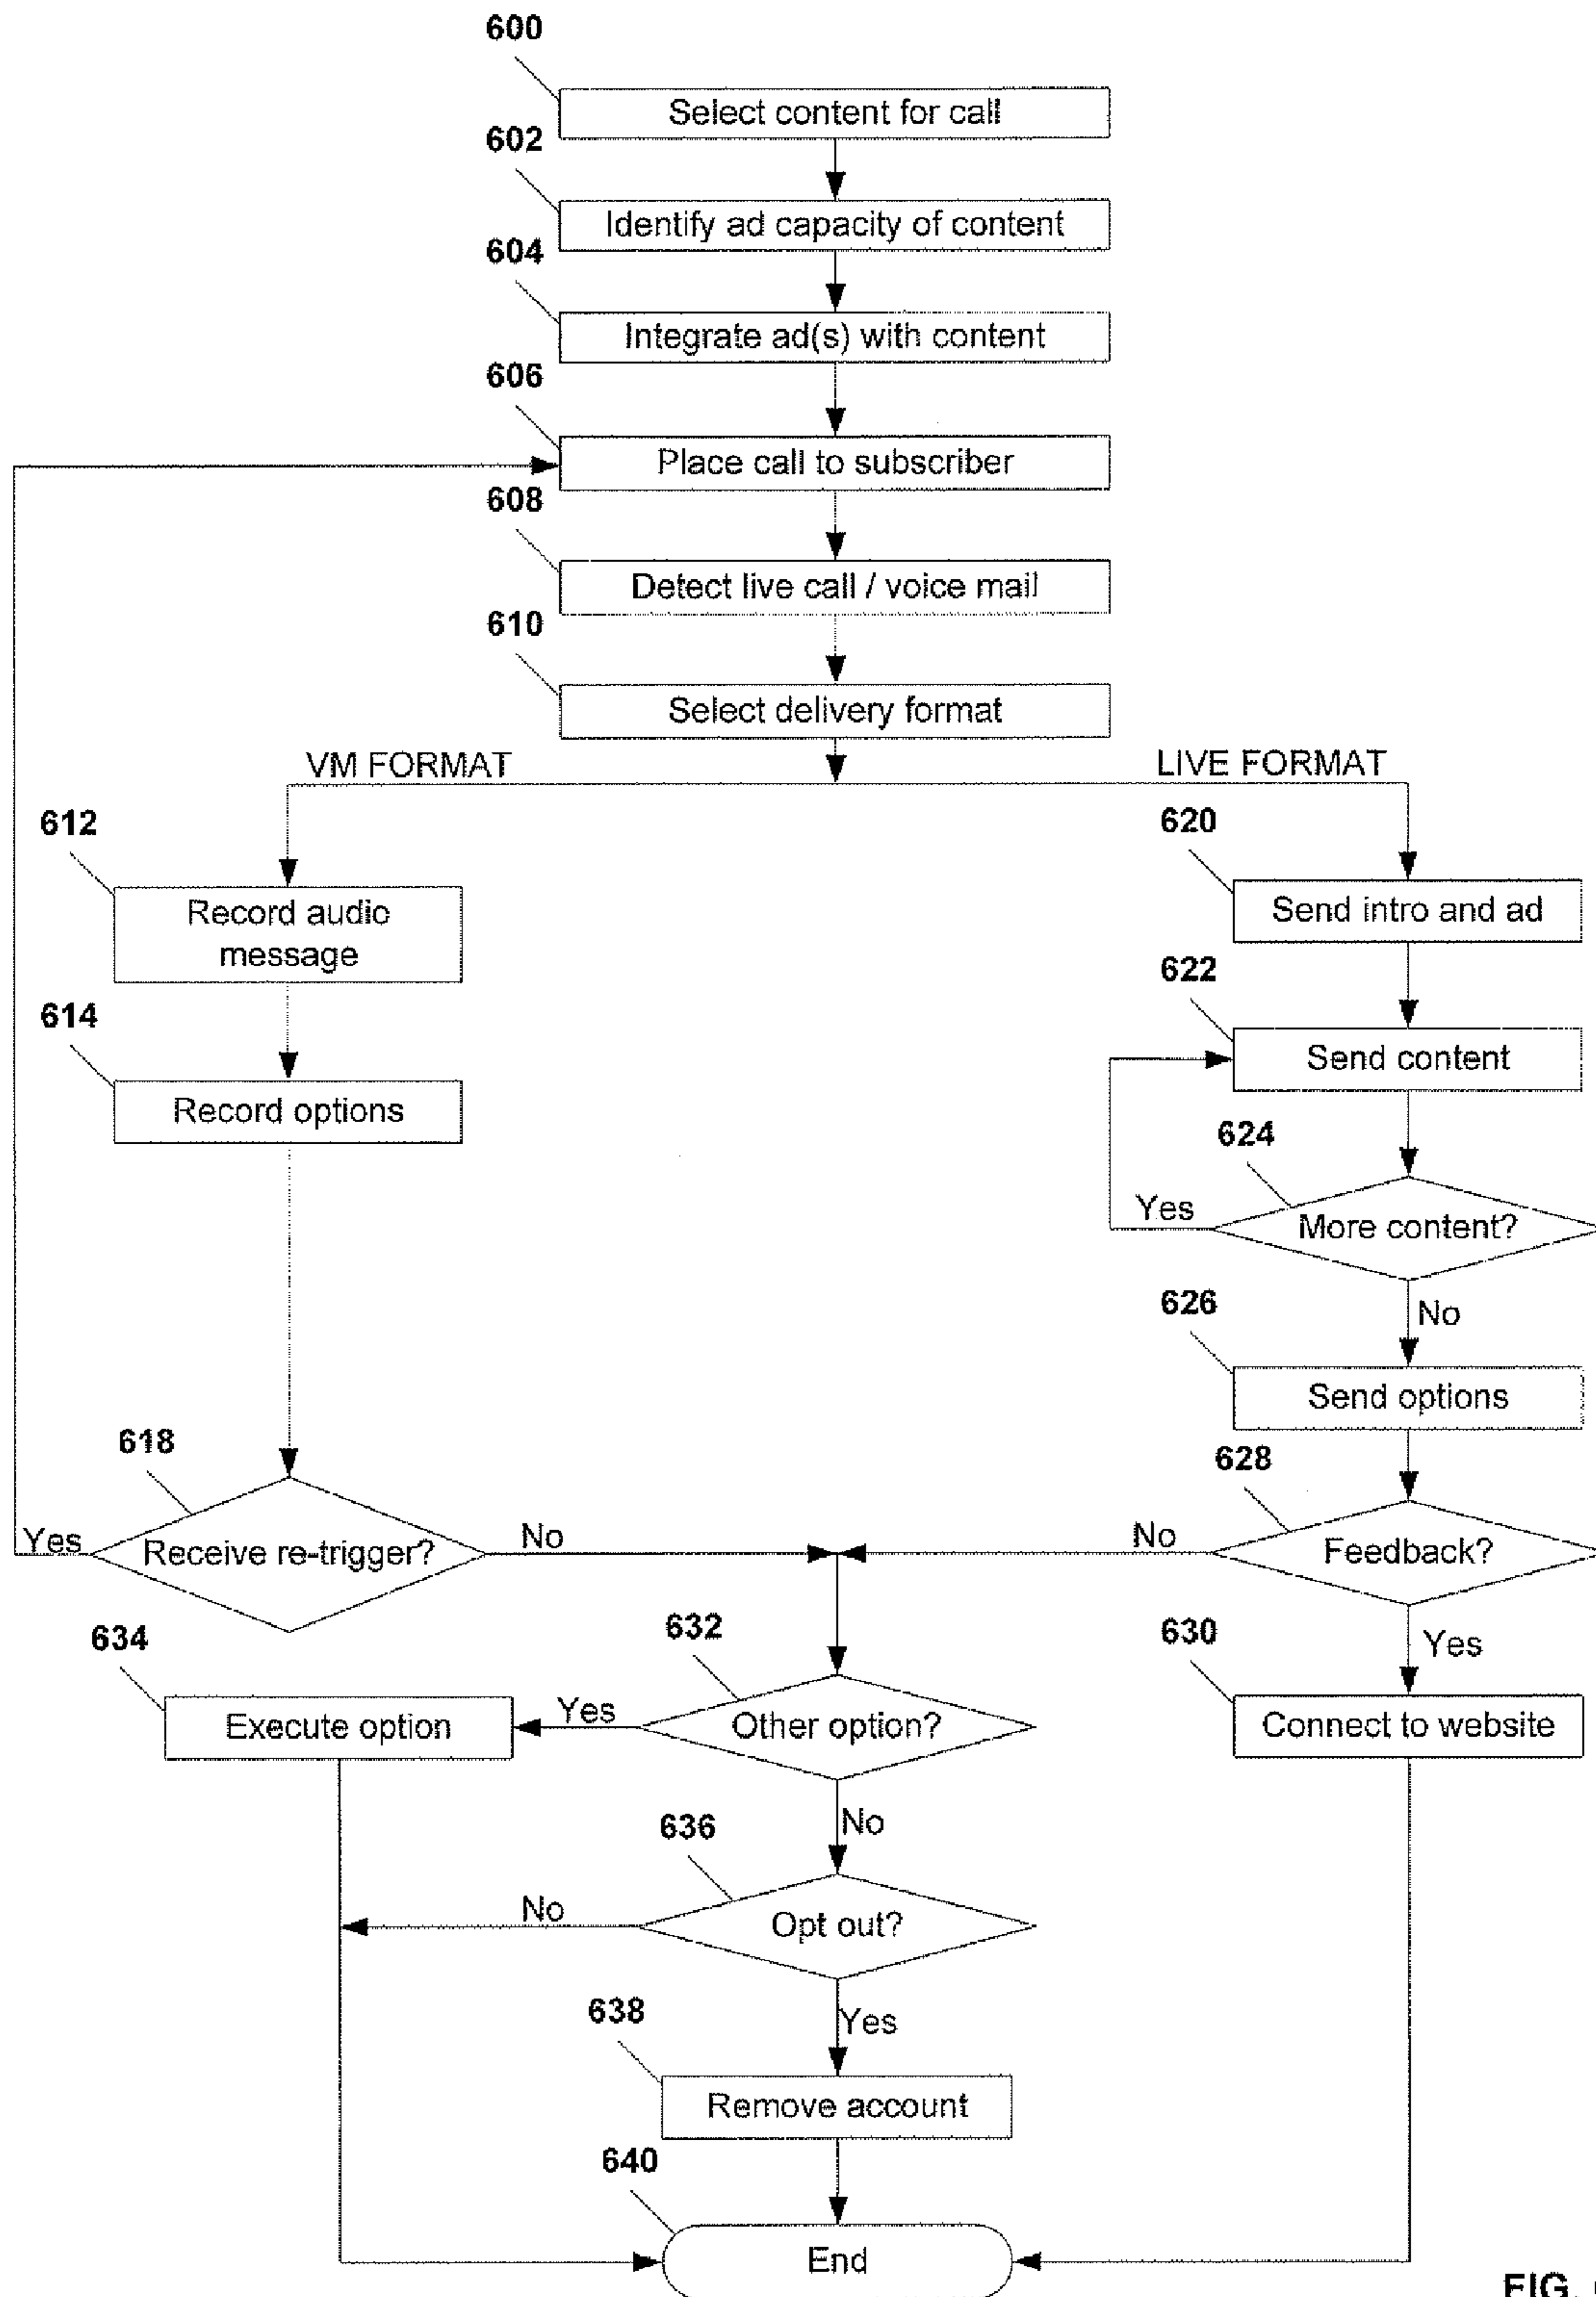 600
Select content for call
602
Identify ad capacity of content
604
Integrate ad(s) with content
606
Place call to subscriber
608
Detect live call / voice mail
610
Select delivery format
VM FORMAT
LIVE FORMAT
612
Record audio
message
620
Send intro and ad
622
Send content
614
Record options
624
More content?
Yes
No
626
Send options
618
Receive re-trigger?
Yes
No
628
Feedback?
No
Yes
634
Execute option
632
Other option?
Yes
No
630
Connect to website
636
Opt out?
No
Yes
638
Remove account
640
End
FIG.